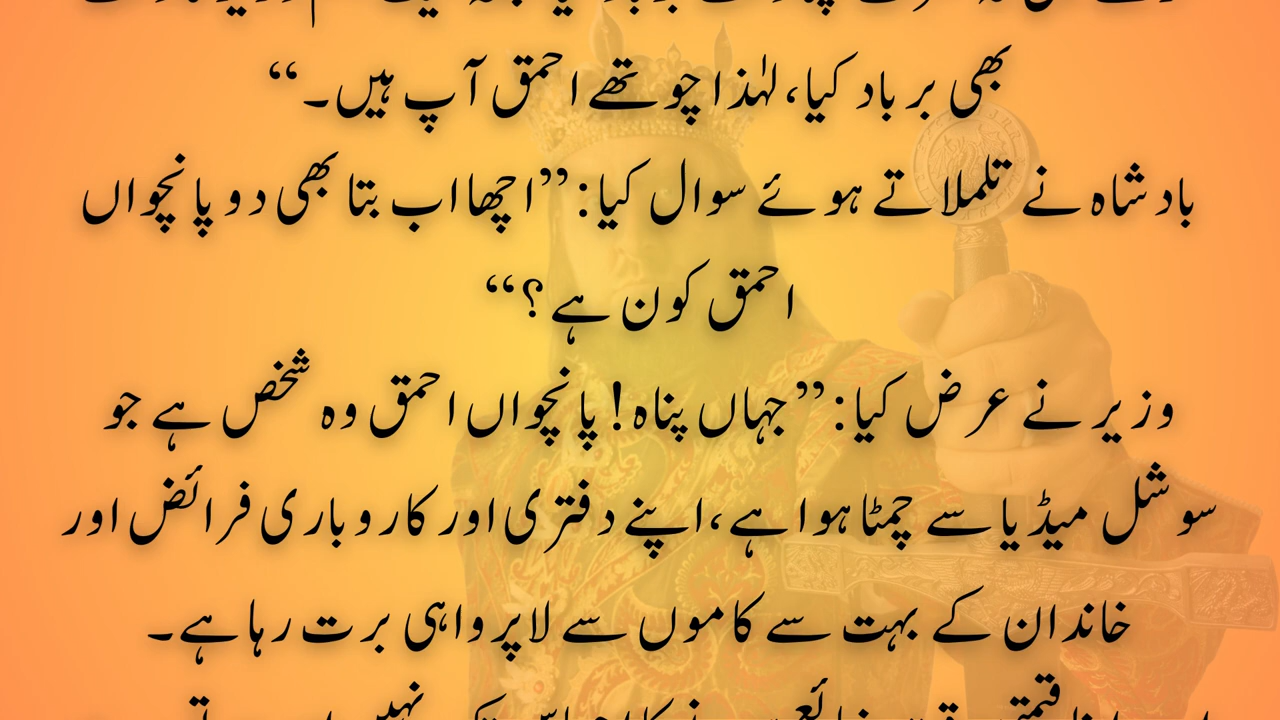 بھی برباد کیا، لہٰذا چوتھے احمق آپ ہیں۔“
بادشاہ نے تلملاتے ہوئے سوال کیا: ”اچھا اب بتا بھی دو پانچواں
احمق کون ہے؟“
وزیر نے عرض کیا: ”جہاں پناہ! پانچواں احمق وہ شخص ہے جو
سوشل میڈیا سے چمٹا ہوا ہے، اپنے دفتری اور کاروباری فرائض اور
خاندان کے بہت سے کاموں سے لاپرواہی برت رہا ہے۔